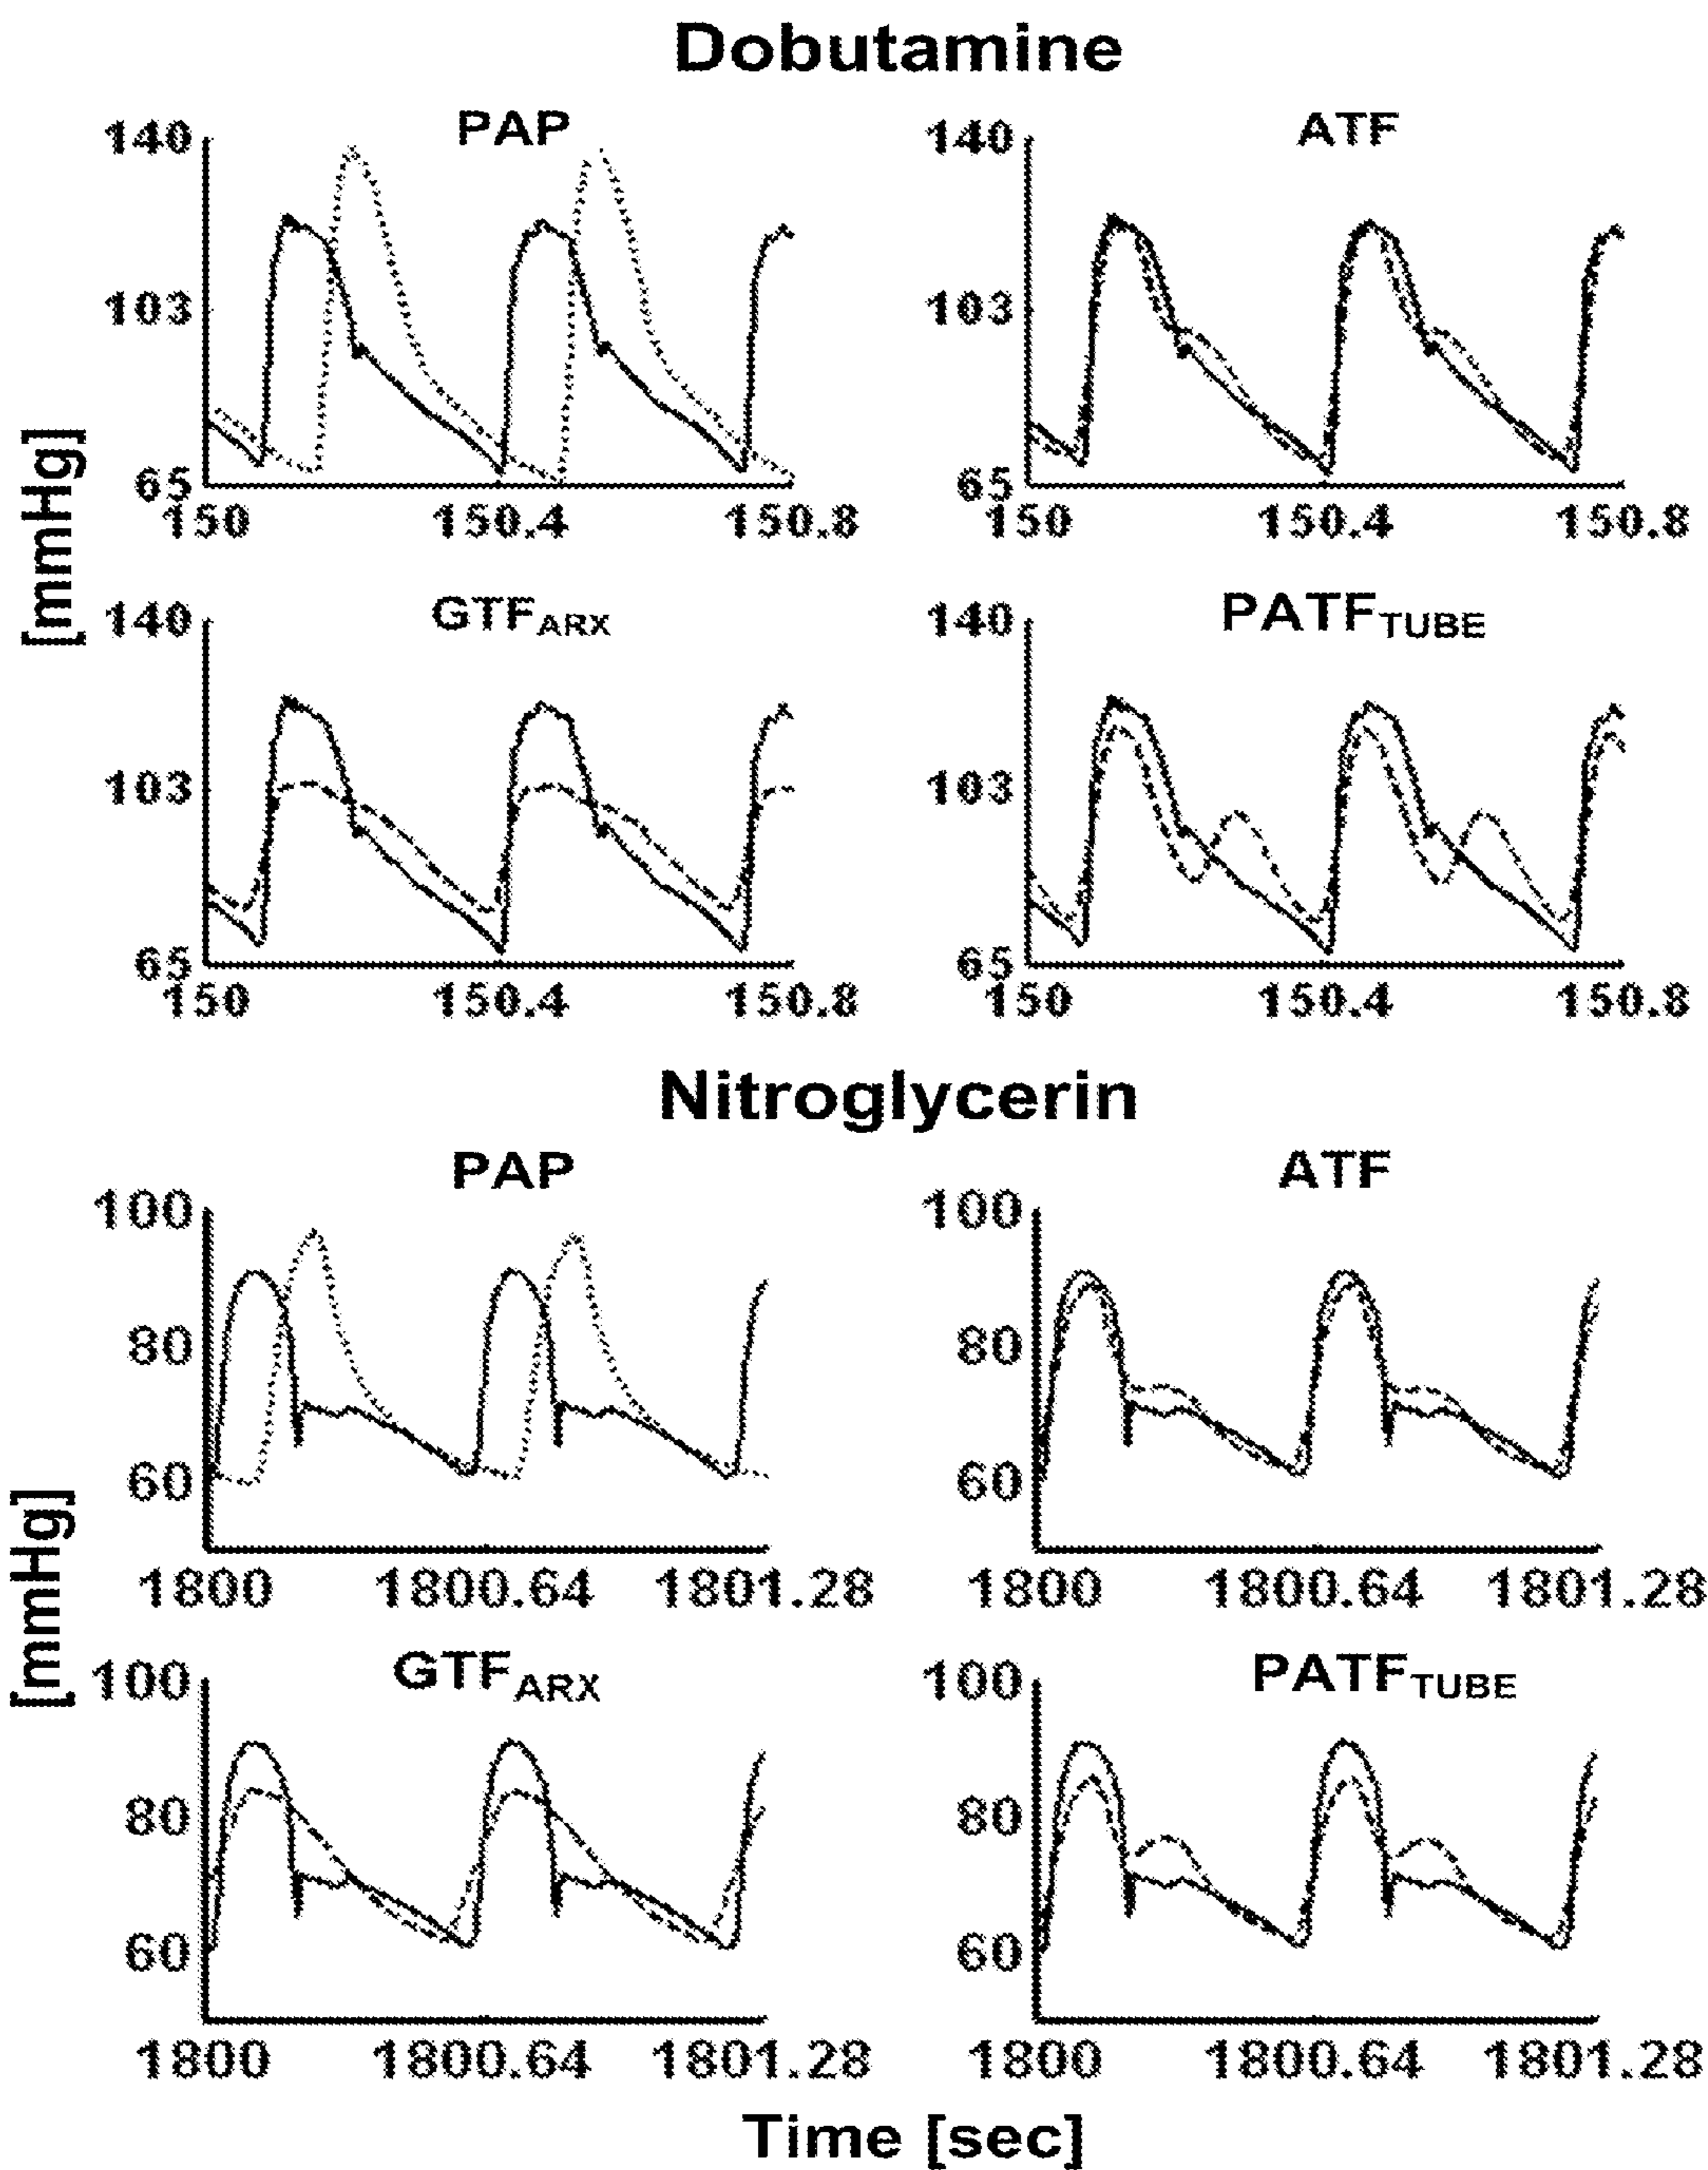 Dobutamine
PAP ATF
140 140
103 103
65 65
150 150.4 150.8 150 150.4 150.8
[mmHg]
GTFARX PATFTUBE
140 140
103 103
65 65
150 150.4 150.8 150 150.4 150.8
Nitroglycerin
PAP ATF
100 100
80 80
60 60
1800 1800.64 1801.28 1800 1800.64 1801.28
[mmHg]
GTFARX PATFTUBE
100 100
80 80
60 60
1800 1800.64 1801.28 1800 1800.64 1801.28
Time [sec]